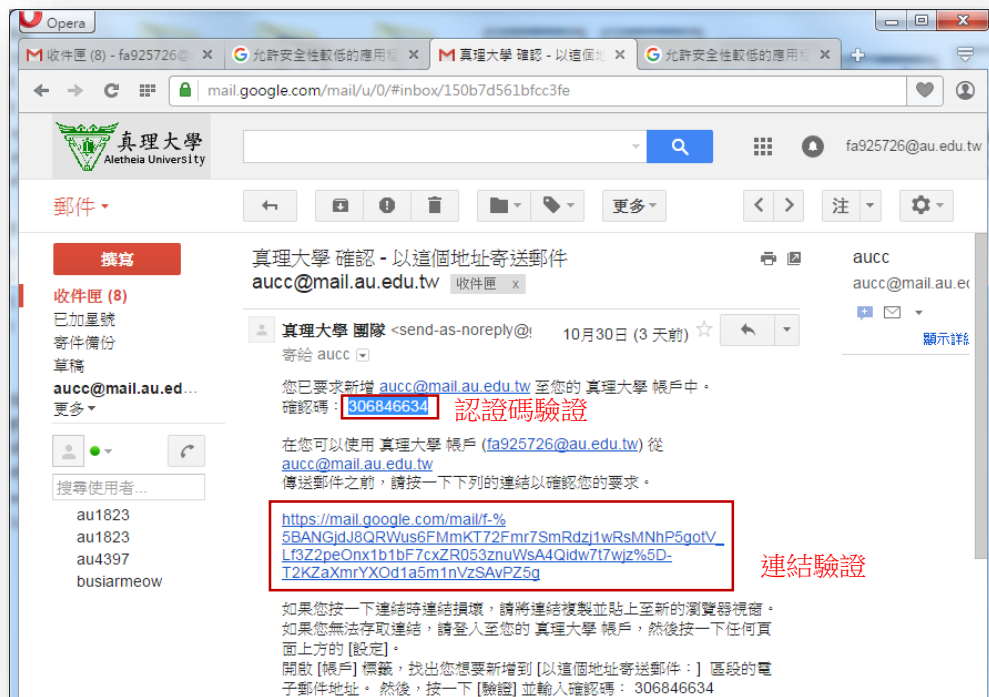 Opera
收件匣 (8) - fa925726@
允許安全性較低的應用程
真理大學 確認 - 以這個地
允許安全性較低的應用程
mail.google.com/mail/u/0/#inbox/150b7d561bfcc3fe
真理大學
Aletheia University
fa925726@au.edu.tw
郵件
更多
注
撰寫
收件匣 (8)
已加星號
寄件備份
草稿
aucc@mail.au.ed...
更多
搜尋使用者...
au1823
au1823
au4397
busiarmeow
真理大學 確認 - 以這個地址寄送郵件
aucc@mail.au.edu.tw 收件匣 x
真理大學 團隊 <send-as-noreply@g 10月30日 (3 天前)
寄給 aucc
您已要求新增 aucc@mail.au.edu.tw 至您的 真理大學 帳戶中。
確認碼： 306846634 認證碼驗證
在您可以使用 真理大學 帳戶 (fa925726@au.edu.tw) 從
aucc@mail.au.edu.tw
傳送郵件之前，請按一下下列的連結以確認您的要求。
https://mail.google.com/mail/f-%
5BANGjdJ8QRWus6FMmKT72Fmr7SmRdzj1wRsMNhP5gotV_
Lf3Z2peOnx1b1bF7cxZR053znuWsA4Qidw7t7wjz%5D-
T2KZaXmrYXOd1a5m1nVzSAvPZ5g
連結驗證
如果您按一下連結時連結損壞，請將連結複製並貼上至新的瀏覽器視窗。
如果您無法存取連結，請登入至您的 真理大學 帳戶，然後按一下任何頁
面上方的 [設定]。
開啟 [帳戶] 標籤，找出您想要新增到 [以這個地址寄送郵件：] 區段的電
子郵件地址。 然後，按一下 [驗證] 並輸入確認碼： 306846634
aucc
aucc@mail.au.ed
顯示詳細